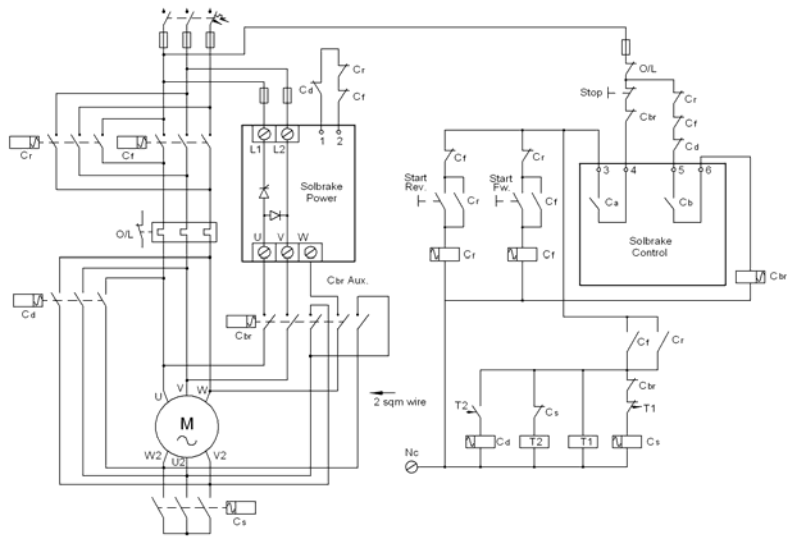 Cr
Cf
O/L
Cd
L1
L2
1
2
Solbrake
Power
U
V
W
Cd
Cr
Cf
Cbr Aux.
Cbr
U
V
W
M
W2
U2
V2
Cs
2 sqm wire
O/L
Stop
Cbr
Cr
Cf
Cd
3
4
5
6
Ca
Cb
Solbrake
Control
Cbr
Cf
Start
Rev.
Cr
Cr
Cr
Start
Fw.
Cf
Cf
Cf
Cr
Cbr
T1
T2
Cs
Cd
T2
T1
Cs
Nc